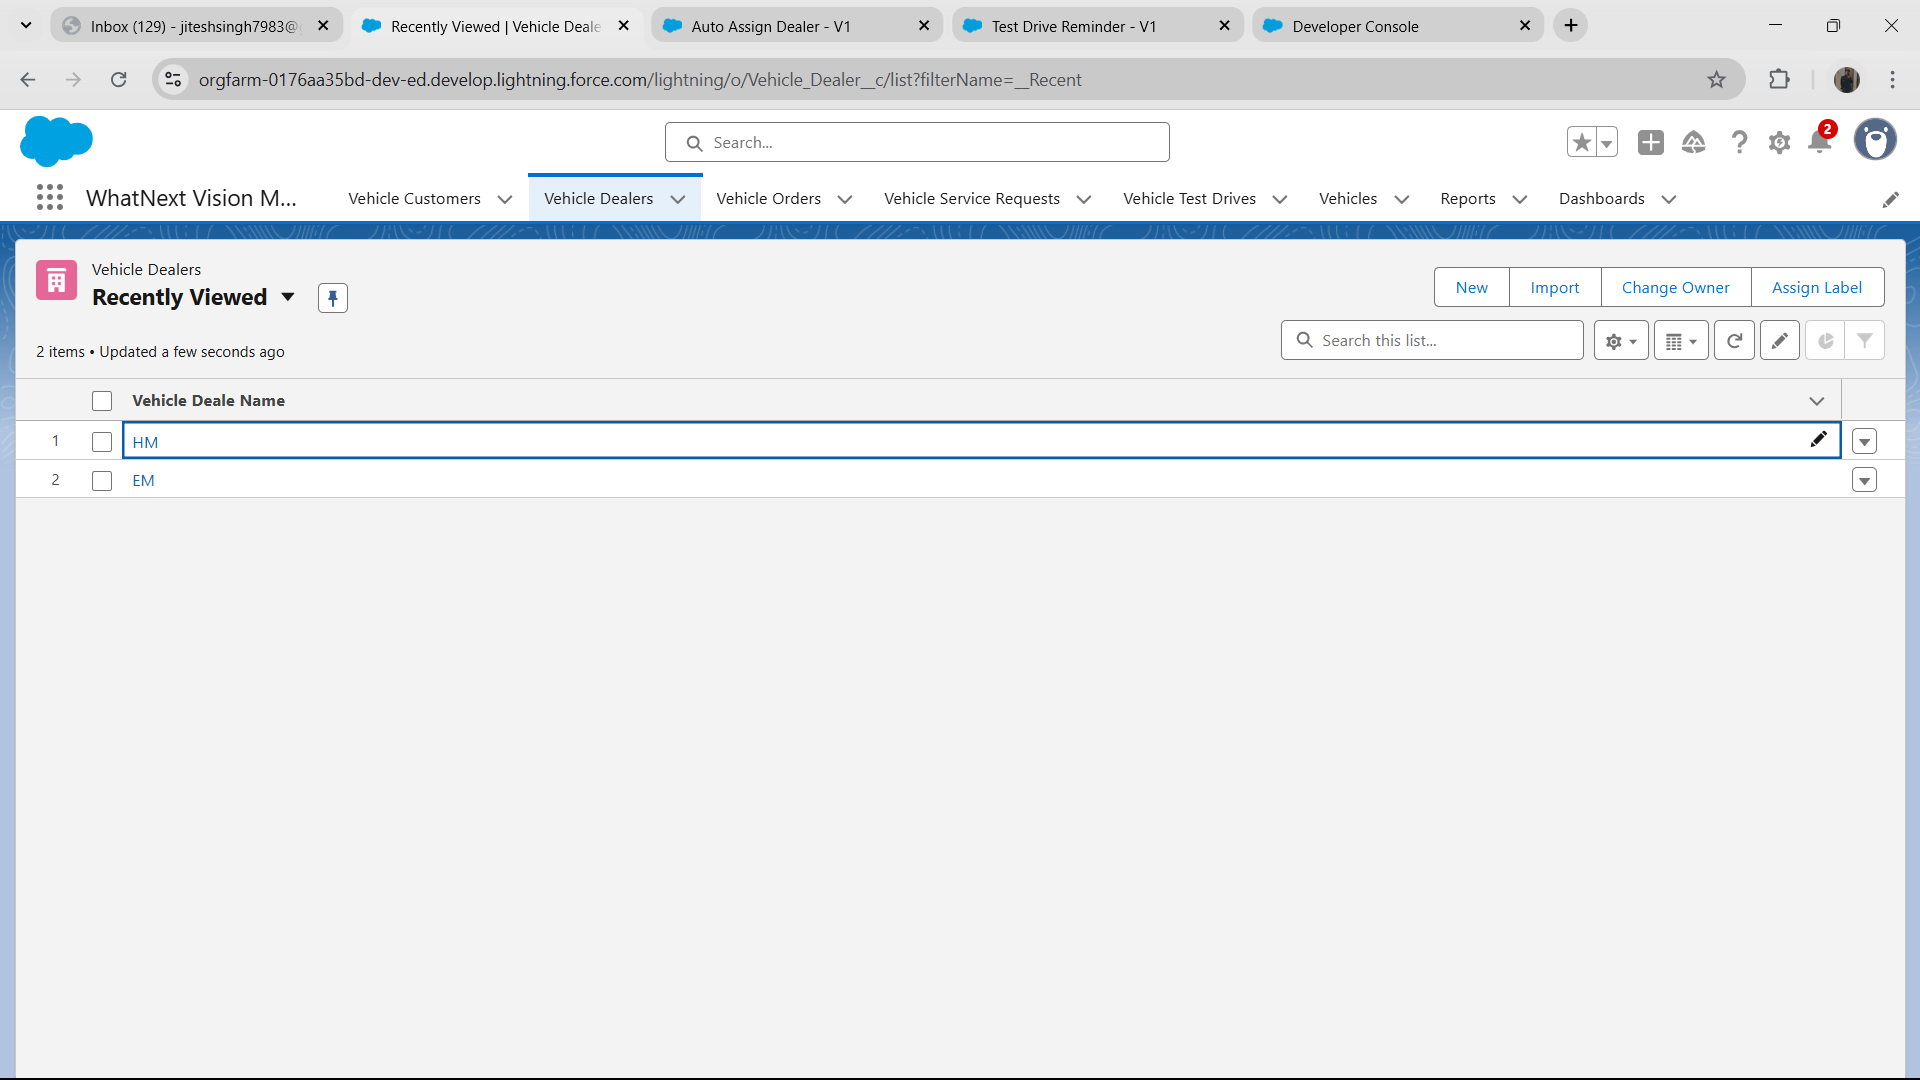 Inbox (129) - jiteshsingh7983@
Recently Viewed | Vehicle Deale
Auto Assign Dealer - V1
Test Drive Reminder - V1
Developer Console
orgfarm-0176aa35bd-dev-ed.develop.lightning.force.com/lightning/o/Vehicle_Dealer__c/list?filterName=__Recent
Search...
2
WhatNext Vision M...
Vehicle Customers
Vehicle Dealers
Vehicle Orders
Vehicle Service Requests
Vehicle Test Drives
Vehicles
Reports
Dashboards
Vehicle Dealers
Recently Viewed
New
Import
Change Owner
Assign Label
2 items • Updated a few seconds ago
Search this list...
Vehicle Deale Name
1 HM
2 EM